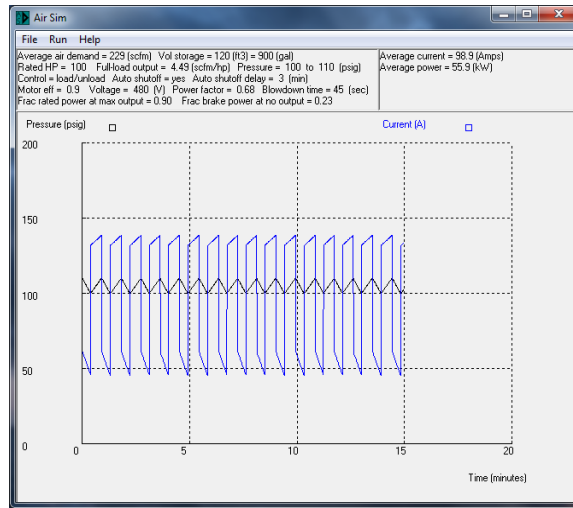 Air Sim
File Run Help
Average air demand = 229 (scfm) Vol storage = 120 (ft3) = 900 (gal)
Rated HP = 100 Full-load output = 4.49 (scfm/hp) Pressure = 100 to 110 (psig)
Control = load/unload Auto shutoff = yes Auto shutoff delay = 3 (min)
Motor eff = 0.9 Voltage = 480 (V) Power factor = 0.68 Blowdown time = 45 (sec)
Frac rated power at max output = 0.90 Frac brake power at no output = 0.23
Average current = 98.9 (Amps)
Average power = 55.9 (kW)
Pressure (psig)
Current (A)
200
150
100
50
0
0 5 10 15 20
Time (minutes)